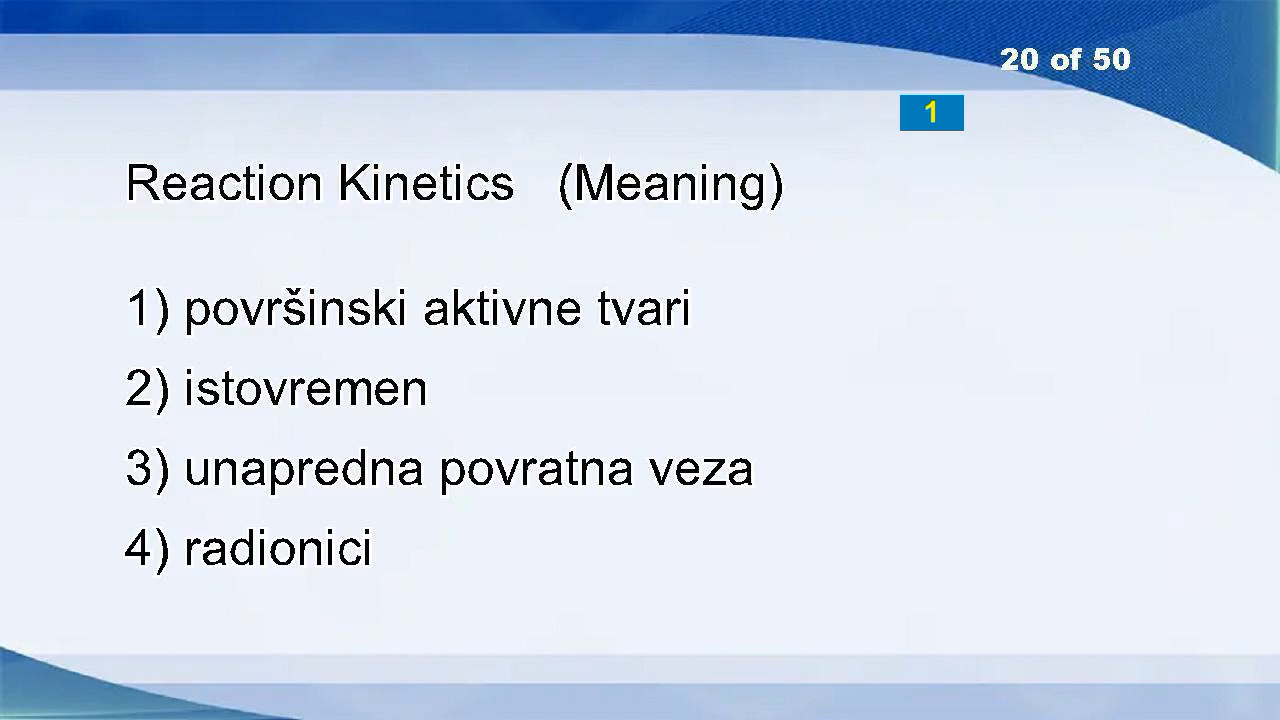 20 of 50
1
Reaction Kinetics (Meaning)
1) površinski aktivne tvari
2) istovremen
3) unapredna povratna veza
4) radionici